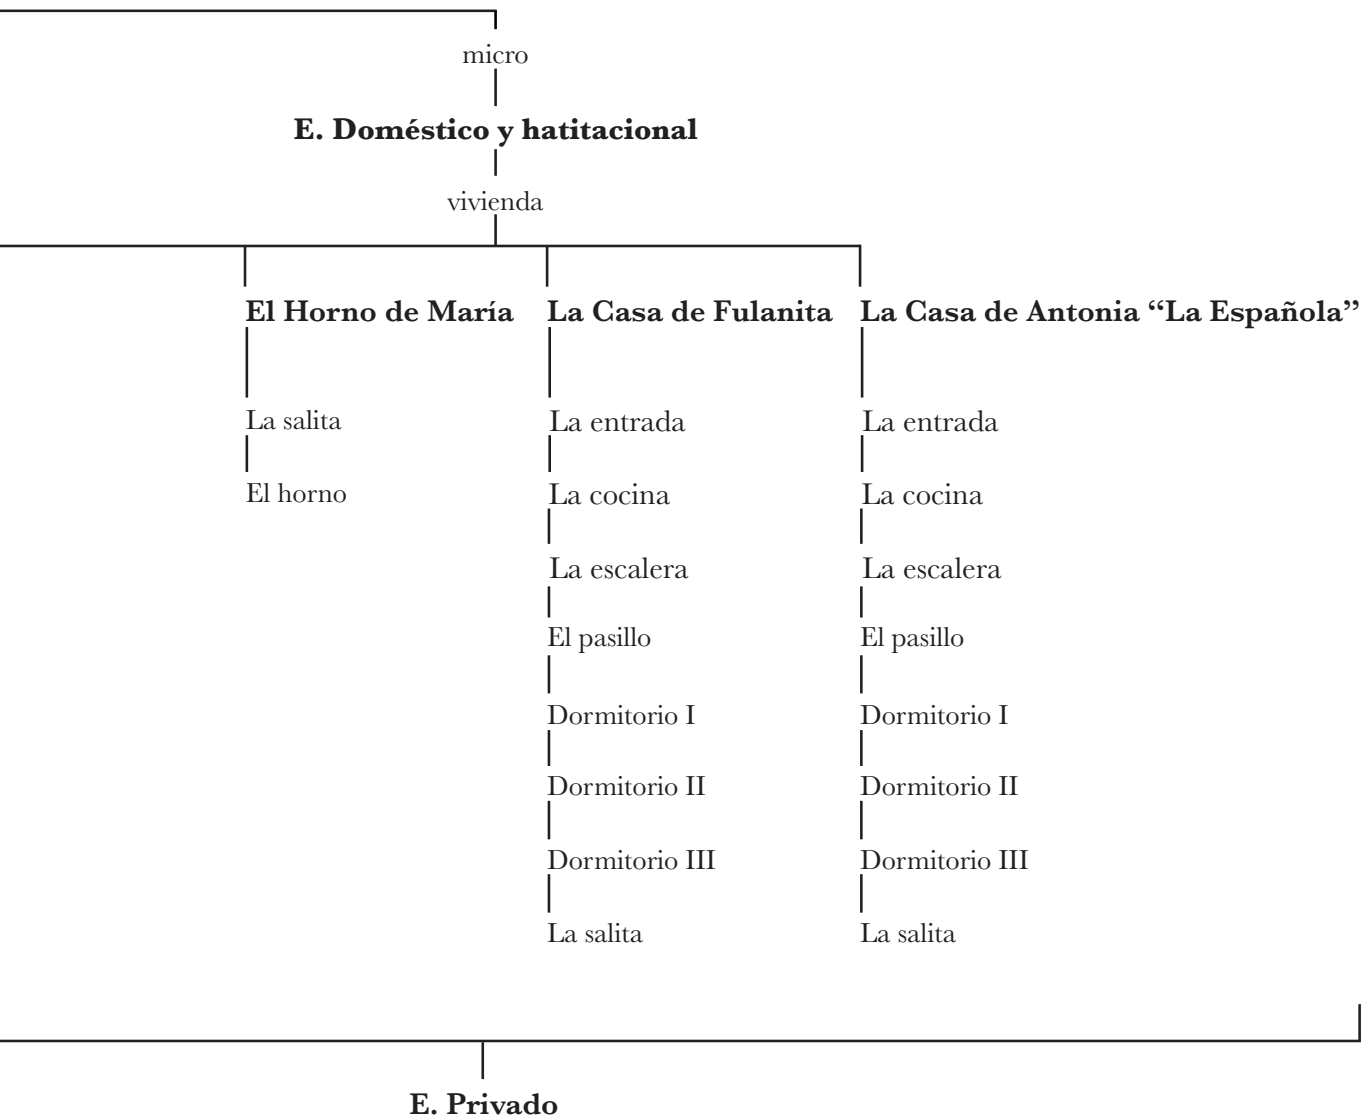 micro
E. Doméstico y hatitacional
vivienda
El Horno de María
La salita
El horno
La Casa de Fulanita
La entrada
La cocina
La escalera
El pasillo
Dormitorio I
Dormitorio II
Dormitorio III
La salita
La Casa de Antonia “La Española”
La entrada
La cocina
La escalera
El pasillo
Dormitorio I
Dormitorio II
Dormitorio III
La salita
E. Privado